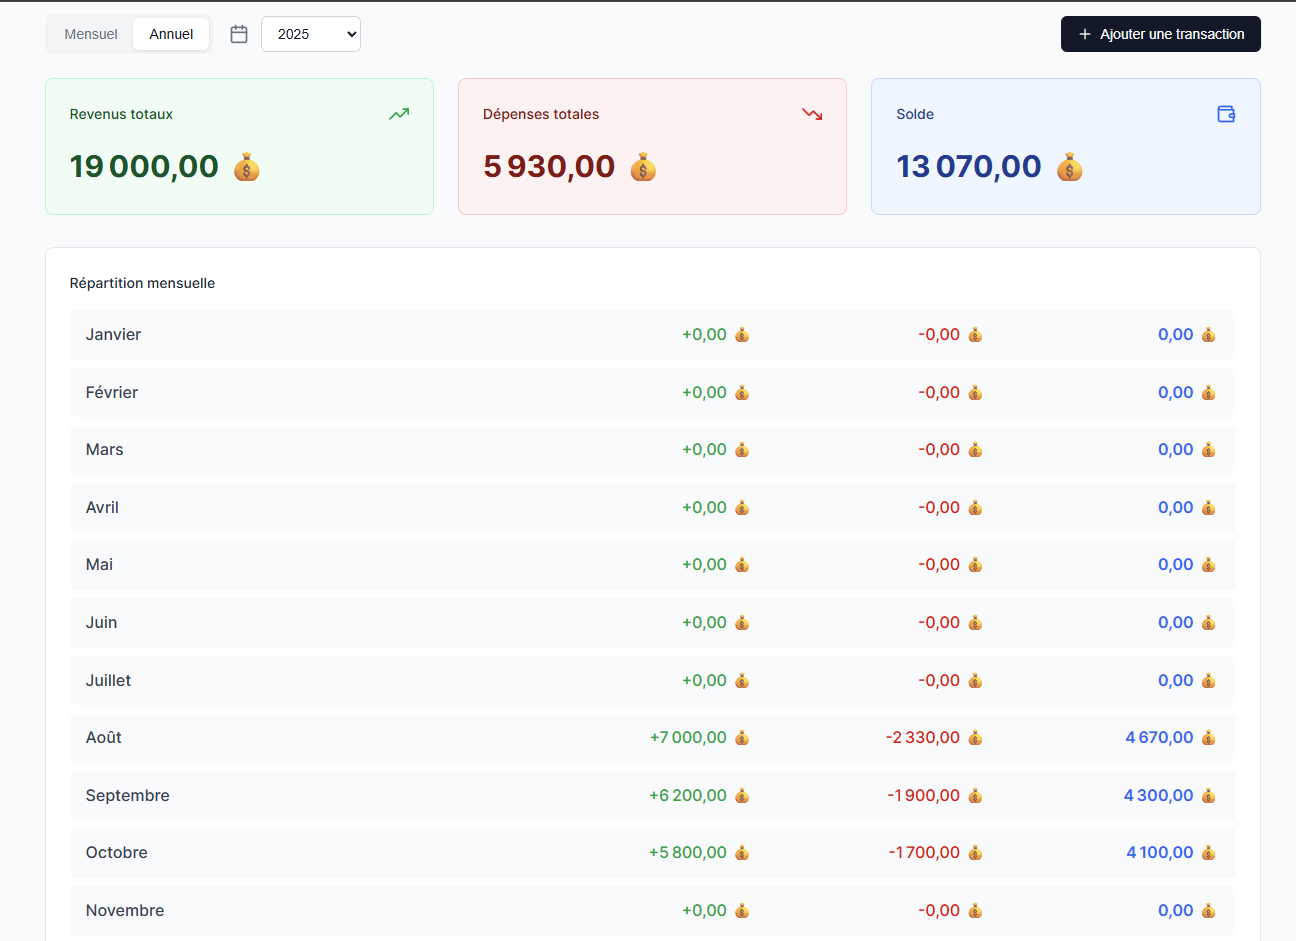 Mensuel Annuel 2025 + Ajouter une transaction
Revenus totaux Dépenses totales Solde
19 000,00 💰 5 930,00 💰 13 070,00 💰
Répartition mensuelle
Janvier +0,00 💰 -0,00 💰 0,00 💰
Février +0,00 💰 -0,00 💰 0,00 💰
Mars +0,00 💰 -0,00 💰 0,00 💰
Avril +0,00 💰 -0,00 💰 0,00 💰
Mai +0,00 💰 -0,00 💰 0,00 💰
Juin +0,00 💰 -0,00 💰 0,00 💰
Juillet +0,00 💰 -0,00 💰 0,00 💰
Août +7 000,00 💰 -2 330,00 💰 4 670,00 💰
Septembre +6 200,00 💰 -1 900,00 💰 4 300,00 💰
Octobre +5 800,00 💰 -1 700,00 💰 4 100,00 💰
Novembre +0,00 💰 -0,00 💰 0,00 💰